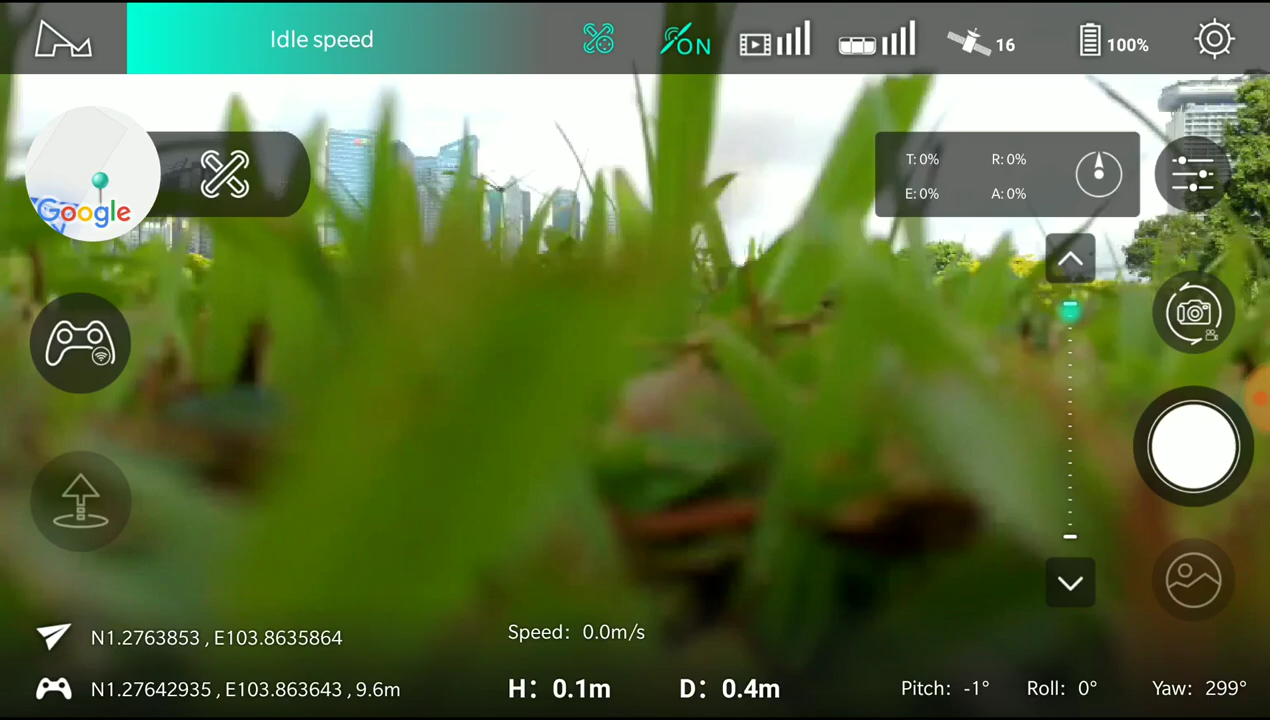 Idle speed
ON
16
100%
Google
T: 0% R: 0%
E: 0% A: 0%
N1.2763853 , E103.8635864
Speed: 0.0m/s
N1.27642935 , E103.863643 , 9.6m
H: 0.1m D: 0.4m
Pitch: -1° Roll: 0° Yaw: 299°